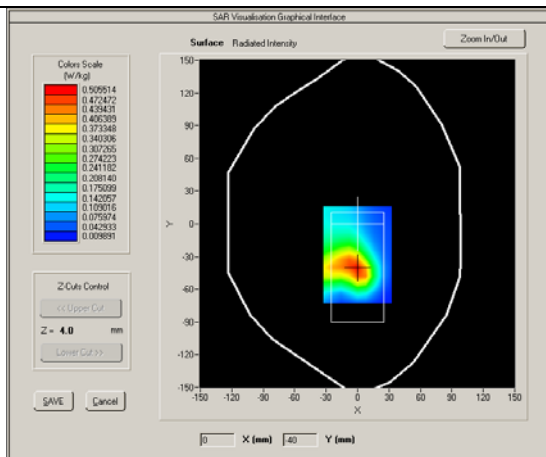 SAR Visualisation Graphical Interface
Surface Radiated Intensity
Zoom In/Out
Colors Scale
(W/kg)
0.505514
0.472472
0.439431
0.406389
0.373348
0.340306
0.307265
0.274223
0.241182
0.208140
0.175099
0.142057
0.109016
0.075974
0.042933
0.009891
Z-Cuts Control
<< Upper Cut
Z = 4.0 mm
Lower Cut >>
SAVE Cancel
150-
120-
90-
60-
30-
0-
-30-
-60-
-90-
-120-
-150-
Y
-150 -120 -90 -60 -30 0 30 60 90 120 150
X
0 X (mm) -40 Y (mm)